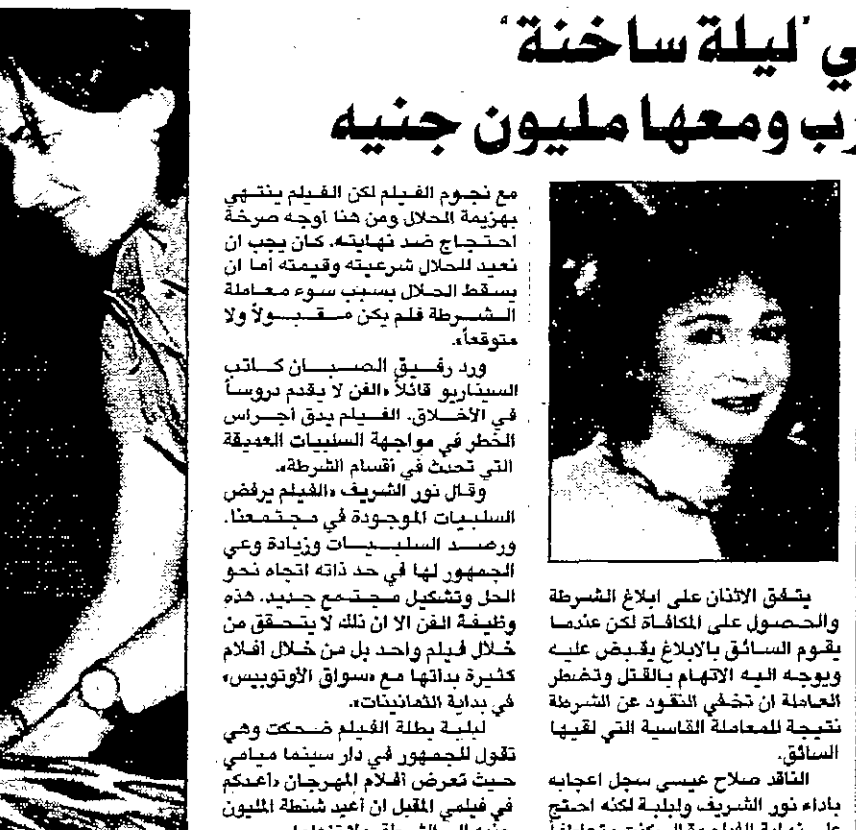 ي "ليلة ساخنة"
رب ومعها مليون جنيه
يتفق الاثنان على ابلاغ الشرطة
والحصول على المكافأة لكن عندما
يقوم السائق بالابلاغ يقبض عليه
ويوجه اليه الاتهام بالقتل وتضطر
العاملة ان تخفي النقود عن الشرطة
نتيجة للمعاملة القاسية التي لقيها
السائق.
الناقد صلاح عيسى سجل اعجابه
باداء نور الشريف ولبلبة لكنه احتج
على نهاية الفيلم وقال
مع نجوم الفيلم لكن الفيلم ينتهي
بهزيمة الحلال ومن هنا أوجه صرخة
احتجاج ضد نهايته. كان يجب ان
نعيد للحلال شرعيته وقيمته أما ان
يسقط الحلال بسبب سوء معاملة
الشرطة فلم يكن مقبولاً ولا
متوقعاً».
ورد رفيق الصبان كاتب
السيناريو قائلاً «الفن لا يقدم دروساً
في الأخلاق. الفيلم يدق أجراس
الخطر في مواجهة السلبيات العميقة
التي تحدث في أقسام الشرطة».
وقال نور الشريف «الفيلم يرفض
السلبيات الموجودة في مجتمعنا.
ورصد السلبيات وزيادة وعي
الجمهور لها في حد ذاته اتجاه نحو
الحل وتشكيل مجتمع جديد. هذه
وظيفة الفن الا ان ذلك لا يتحقق من
خلال فيلم واحد بل من خلال افلام
كثيرة بدأتها مع «سواق الأوتوبيس»
في بداية الثمانينات».
لبلبة بطلة الفيلم ضحكت وهي
تقول للجمهور في دار سينما ميامي
حيث تعرض أفلام المهرجان «اعدكم
في فيلمي المقبل ان أعيد شنطة المليون